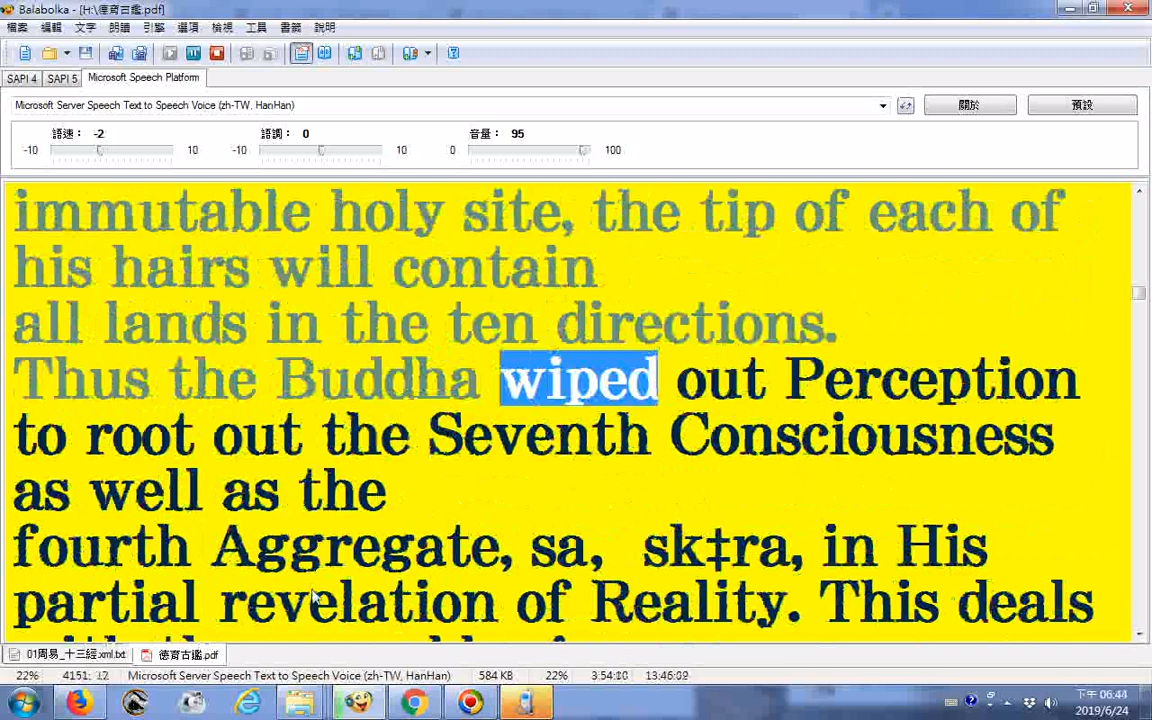 Balabolka - [H:\德育古鑑.pdf]
檔案 編輯 文字 朗讀 引擎 選項 檢視 工具 書籤 說明
SAPI 4 SAPI 5 Microsoft Speech Platform
Microsoft Server Speech Text to Speech Voice (zh-TW, HanHan) 關於 預設
語速： -2 語調： 0 音量： 95
-10 10 -10 10 0 100
immutable holy site, the tip of each of
his hairs will contain
all lands in the ten directions.
Thus the Buddha wiped out Perception
to root out the Seventh Consciousness
as well as the
fourth Aggregate, sa, sk‡ra, in His
partial revelation of Reality. This deals
01周易_十三經.xml.txt 德育古鑑.pdf
22% 4151: 12 Microsoft Server Speech Text to Speech Voice (zh-TW, HanHan) 584 KB 22% 3:54:10 13:46:09
下午 06:44
2019/6/24